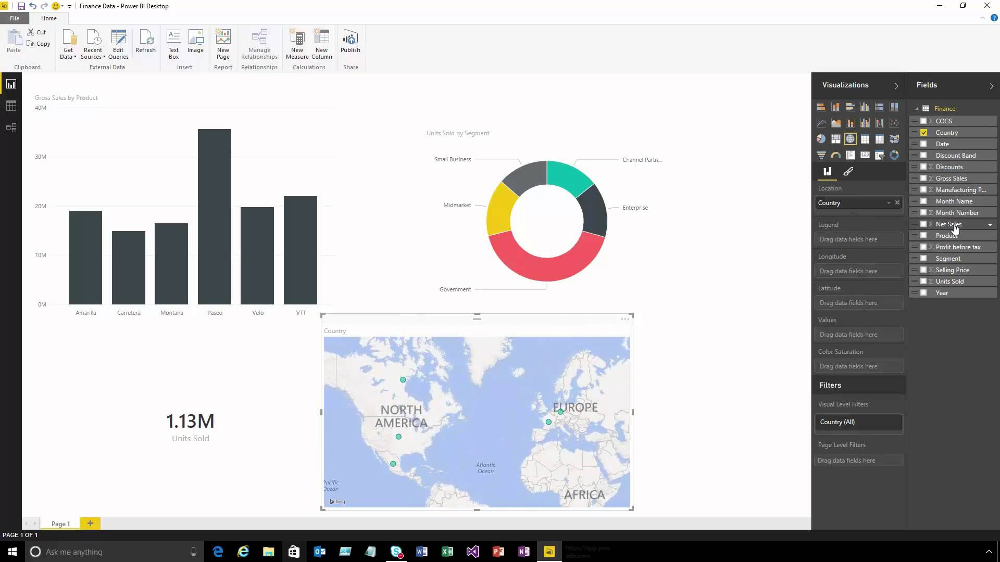 Finance Data - Power BI Desktop
File
Home
Paste
Cut
Copy
Clipboard
Get Data
Recent Sources
Edit Queries
Refresh
External Data
Text Box
Image
Insert
New Page
Report
Manage Relationships
Relationships
New Measure
New Column
Calculations
Publish
Share
Gross Sales by Product
40M
30M
20M
10M
0M
Amarilla
Carretera
Montana
Paseo
Velo
VTT
Units Sold by Segment
Small Business
Channel Partn...
Midmarket
Enterprise
Government
1.13M
Units Sold
Country
NORTH AMERICA
EUROPE
AFRICA
Atlantic Ocean
Pacific Ocean
bing
Visualizations
Location
Country
Legend
Drag data fields here
Longitude
Drag data fields here
Latitude
Drag data fields here
Values
Drag data fields here
Color Saturation
Drag data fields here
Filters
Visual Level Filters
Country (All)
Page Level Filters
Drag data fields here
Fields
Finance
COGS
Country
Date
Discount Band
Discounts
Gross Sales
Manufacturing P...
Month Name
Month Number
Net Sales
Product
Profit before tax
Segment
Selling Price
Units Sold
Year
Page 1
PAGE 1 OF 1
Ask me anything